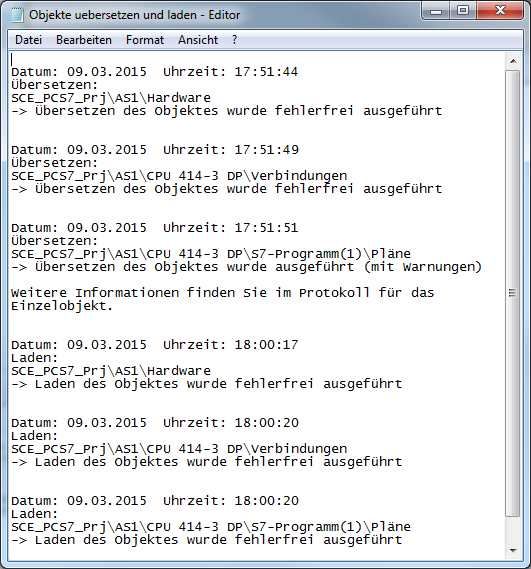 Objekte uebersetzen und laden - Editor
Datei Bearbeiten Format Ansicht ?
Datum: 09.03.2015 Uhrzeit: 17:51:44
Übersetzen:
SCE_PCS7_Prj\AS1\Hardware
-> Übersetzen des Objektes wurde fehlerfrei ausgeführt
Datum: 09.03.2015 Uhrzeit: 17:51:49
Übersetzen:
SCE_PCS7_Prj\AS1\CPU 414-3 DP\Verbindungen
-> Übersetzen des Objektes wurde fehlerfrei ausgeführt
Datum: 09.03.2015 Uhrzeit: 17:51:51
Übersetzen:
SCE_PCS7_Prj\AS1\CPU 414-3 DP\S7-Programm(1)\Pläne
-> Übersetzen des Objektes wurde ausgeführt (mit Warnungen)
Weitere Informationen finden Sie im Protokoll für das
Einzelobjekt.
Datum: 09.03.2015 Uhrzeit: 18:00:17
Laden:
SCE_PCS7_Prj\AS1\Hardware
-> Laden des Objektes wurde fehlerfrei ausgeführt
Datum: 09.03.2015 Uhrzeit: 18:00:20
Laden:
SCE_PCS7_Prj\AS1\CPU 414-3 DP\Verbindungen
-> Laden des Objektes wurde fehlerfrei ausgeführt
Datum: 09.03.2015 Uhrzeit: 18:00:20
Laden:
SCE_PCS7_Prj\AS1\CPU 414-3 DP\S7-Programm(1)\Pläne
-> Laden des Objektes wurde fehlerfrei ausgeführt